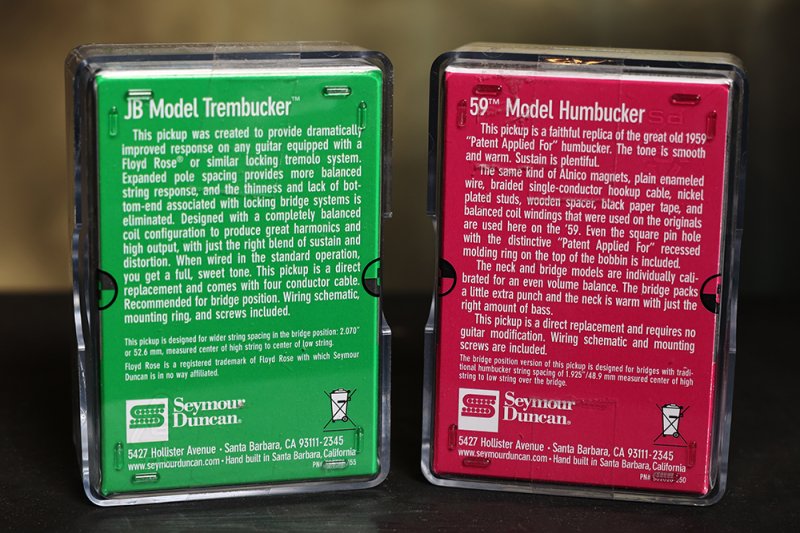 JB Model Trembucker™
This pickup was created to provide dramatically
improved response on any guitar equipped with a
Floyd Rose® or similar locking tremolo system.
Expanded pole spacing provides more balanced
string response, and the thinness and lack of bot-
tom-end associated with locking bridge systems is
eliminated. Designed with a completely balanced
coil configuration to produce great harmonics and
high output, with just the right blend of sustain and
distortion. When wired in the standard operation,
you get a full, sweet tone. This pickup is a direct
replacement and comes with four conductor cable.
Recommended for bridge position. Wiring schematic,
mounting ring, and screws included.
This pickup is designed for wider string spacing in the bridge position: 2.070"
or 52.6 mm, measured center of high string to center of low string.
Floyd Rose is a registered trademark of Floyd Rose with which Seymour
Duncan is in no way affiliated.
Seymour
Duncan®
5427 Hollister Avenue • Santa Barbara, CA 93111-2345
www.seymourduncan.com • Hand built in Santa Barbara, California
PN#
59™ Model Humbucker
This pickup is a faithful replica of the great old 1959
"Patent Applied For" humbucker. The tone is smooth
and warm. Sustain is plentiful.
The same kind of Alnico magnets, plain enameled
wire, braided single-conductor hookup cable, nickel
plated studs, wooden spacer, black paper tape, and
balanced coil windings that were used on the originals
are used here on the '59. Even the square pin hole
with the distinctive "Patent Applied For" recessed
molding ring on the top of the bobbin is included.
The neck and bridge models are individually cali-
brated for an even volume balance. The bridge packs
a little extra punch and the neck is warm with just the
right amount of bass.
This pickup is a direct replacement and requires no
guitar modification. Wiring schematic and mounting
screws are included.
The bridge position version of this pickup is designed for bridges with tradi-
tional humbucker string spacing of 1.925"/48.9 mm measured center of high
string to low string over the bridge.
Seymour
Duncan®
5427 Hollister Avenue • Santa Barbara, CA 93111-2345
www.seymourduncan.com • Hand built in Santa Barbara, California
PN#